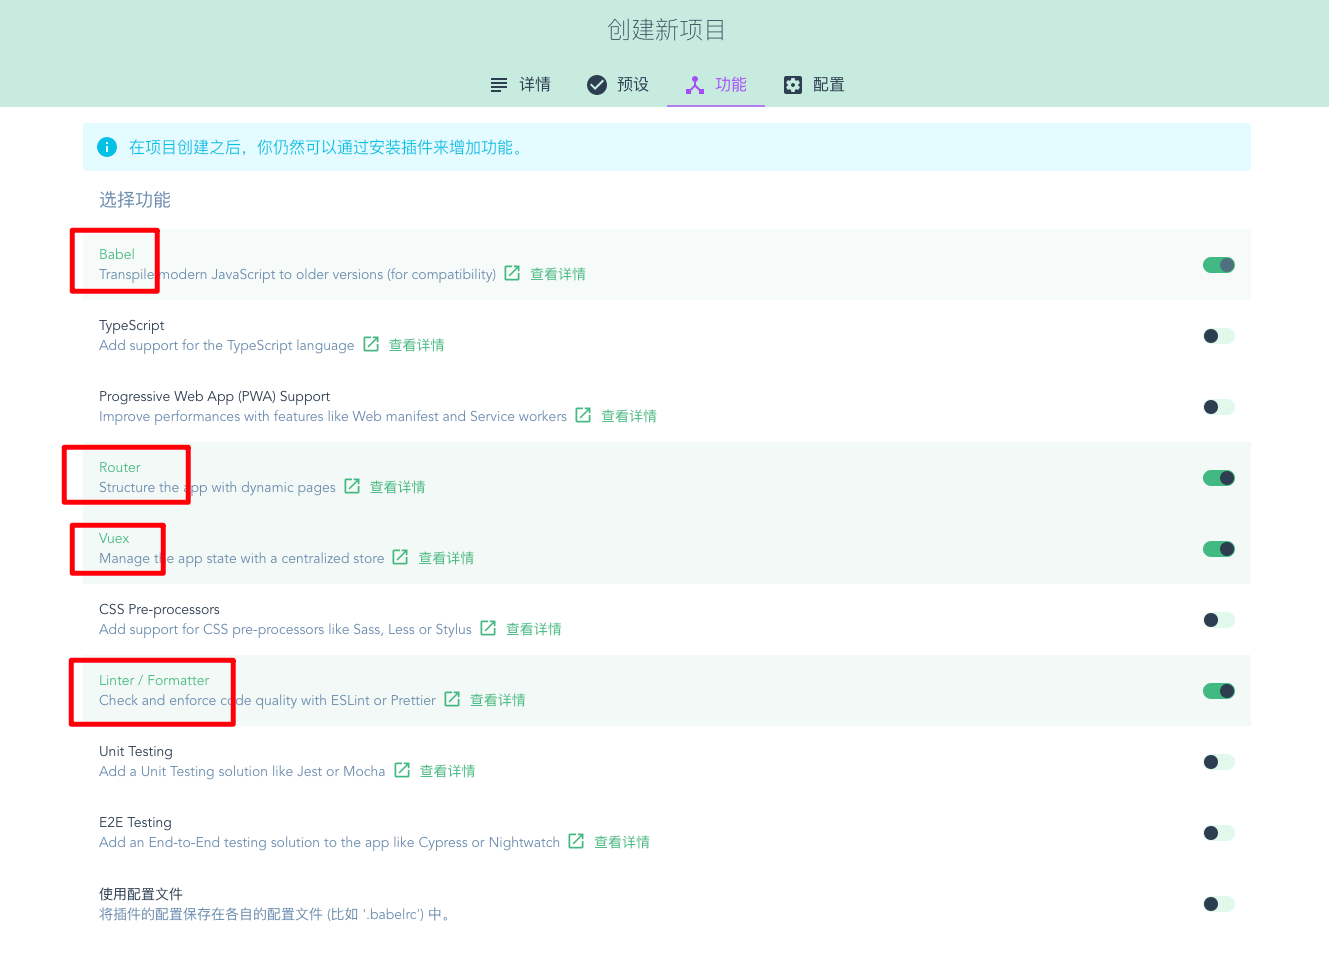 创建新项目
详情 预设 功能 配置
在项目创建之后，你仍然可以通过安装插件来增加功能。
选择功能
Babel
Transpile modern JavaScript to older versions (for compatibility) 查看详情
TypeScript
Add support for the TypeScript language 查看详情
Progressive Web App (PWA) Support
Improve performances with features like Web manifest and Service workers 查看详情
Router
Structure the app with dynamic pages 查看详情
Vuex
Manage the app state with a centralized store 查看详情
CSS Pre-processors
Add support for CSS pre-processors like Sass, Less or Stylus 查看详情
Linter / Formatter
Check and enforce code quality with ESLint or Prettier 查看详情
Unit Testing
Add a Unit Testing solution like Jest or Mocha 查看详情
E2E Testing
Add an End-to-End testing solution to the app like Cypress or Nightwatch 查看详情
使用配置文件
将插件的配置保存在各自的配置文件 (比如 '.babelrc') 中。